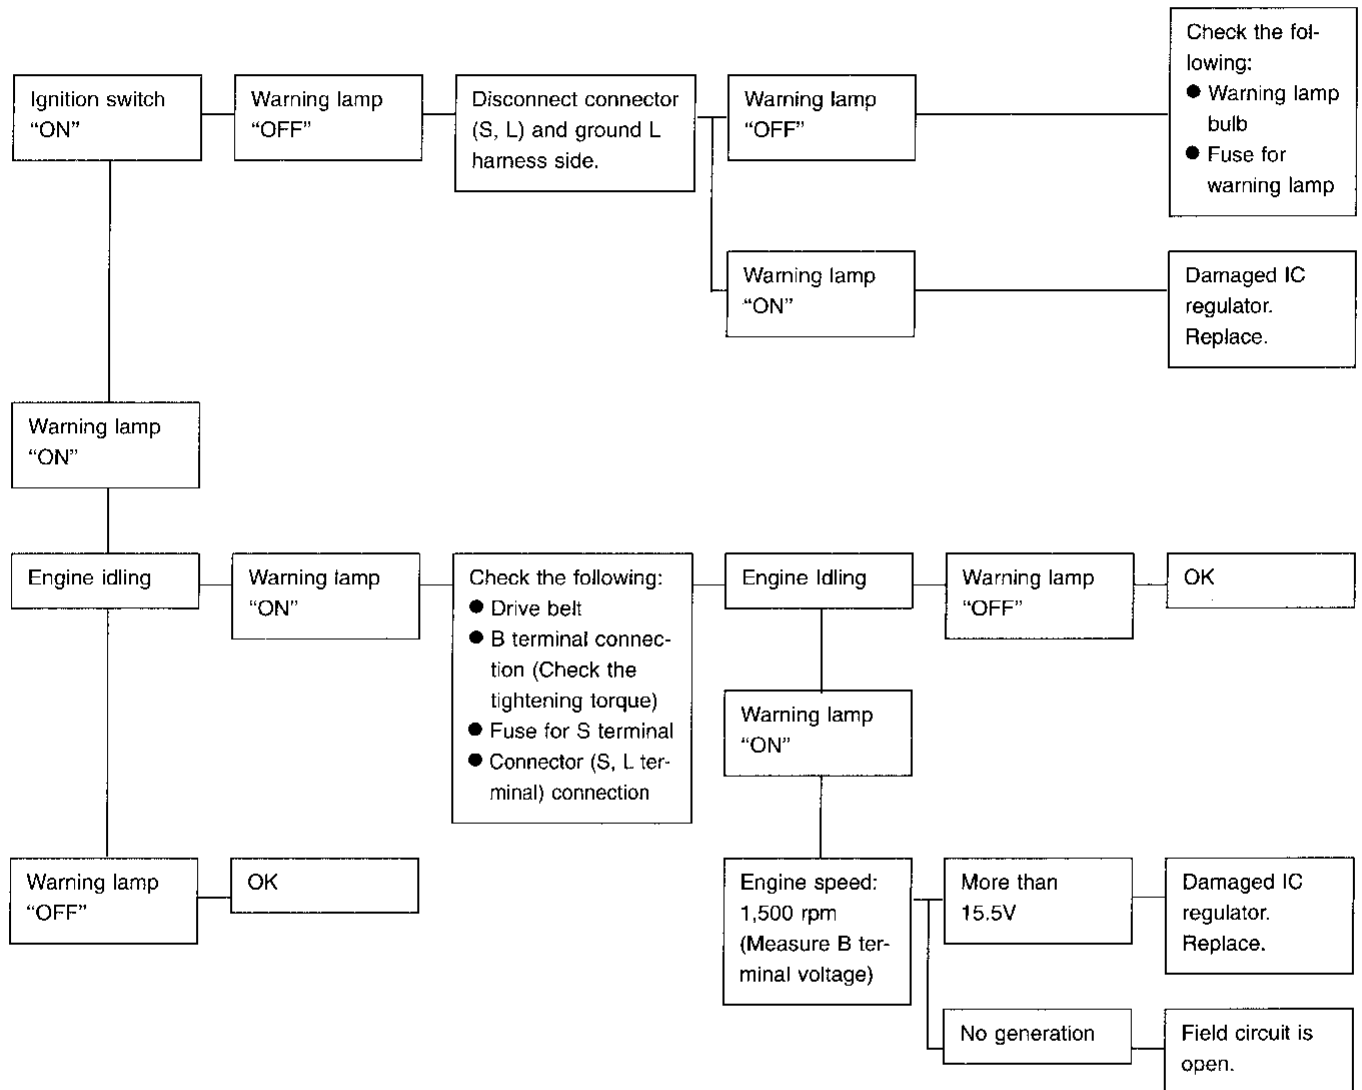 Ignition switch
“ON”
Warning lamp
“OFF”
Disconnect connector
(S, L) and ground L
harness side.
Warning lamp
“OFF”
Check the fol-
lowing:
● Warning lamp
bulb
● Fuse for
warning lamp
Warning lamp
“ON”
Damaged IC
regulator.
Replace.
Warning lamp
“ON”
Engine idling
Warning lamp
“ON”
Check the following:
● Drive belt
● B terminal connec-
tion (Check the
tightening torque)
● Fuse for S terminal
● Connector (S, L ter-
minal) connection
Engine Idling
Warning lamp
“OFF”
OK
Warning lamp
“ON”
Warning lamp
“OFF”
OK
Engine speed:
1,500 rpm
(Measure B ter-
minal voltage)
More than
15.5V
Damaged IC
regulator.
Replace.
No generation
Field circuit is
open.